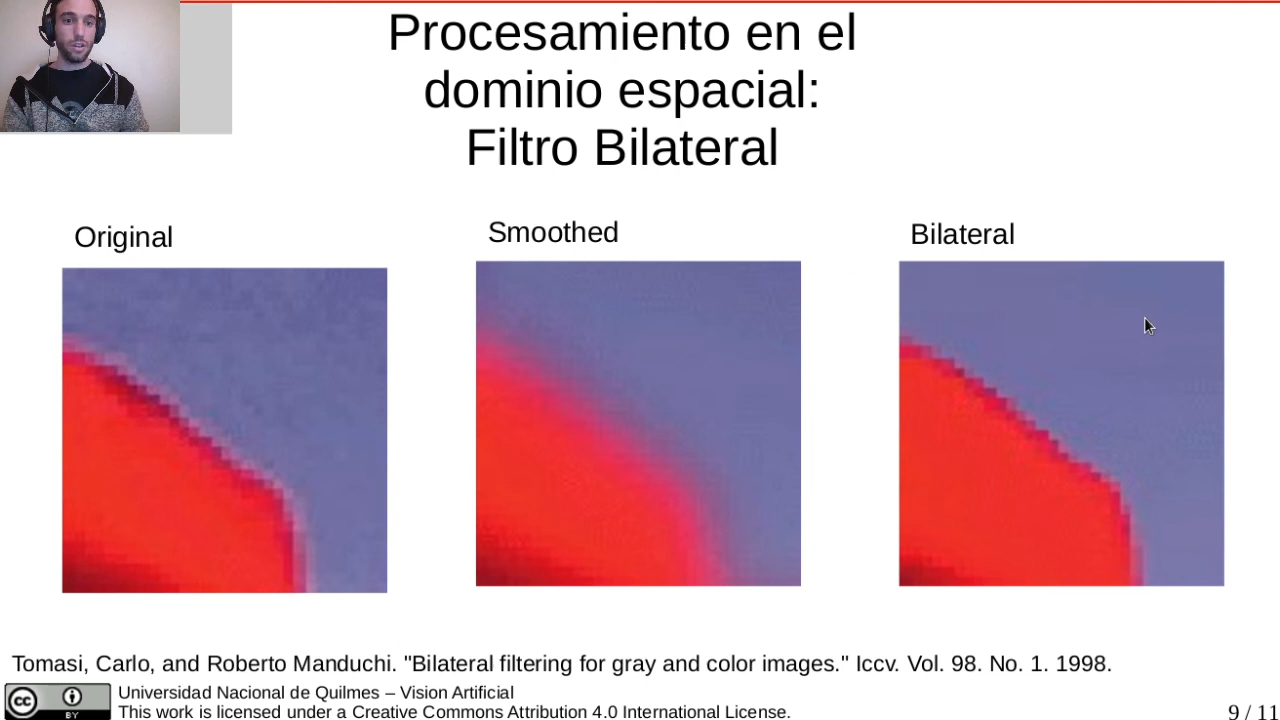 Procesamiento en el
dominio espacial:
Filtro Bilateral
Original
Smoothed
Bilateral
Tomasi, Carlo, and Roberto Manduchi. "Bilateral filtering for gray and color images." Iccv. Vol. 98. No. 1. 1998.
cc BY
Universidad Nacional de Quilmes – Vision Artificial
This work is licensed under a Creative Commons Attribution 4.0 International License.
9 / 11